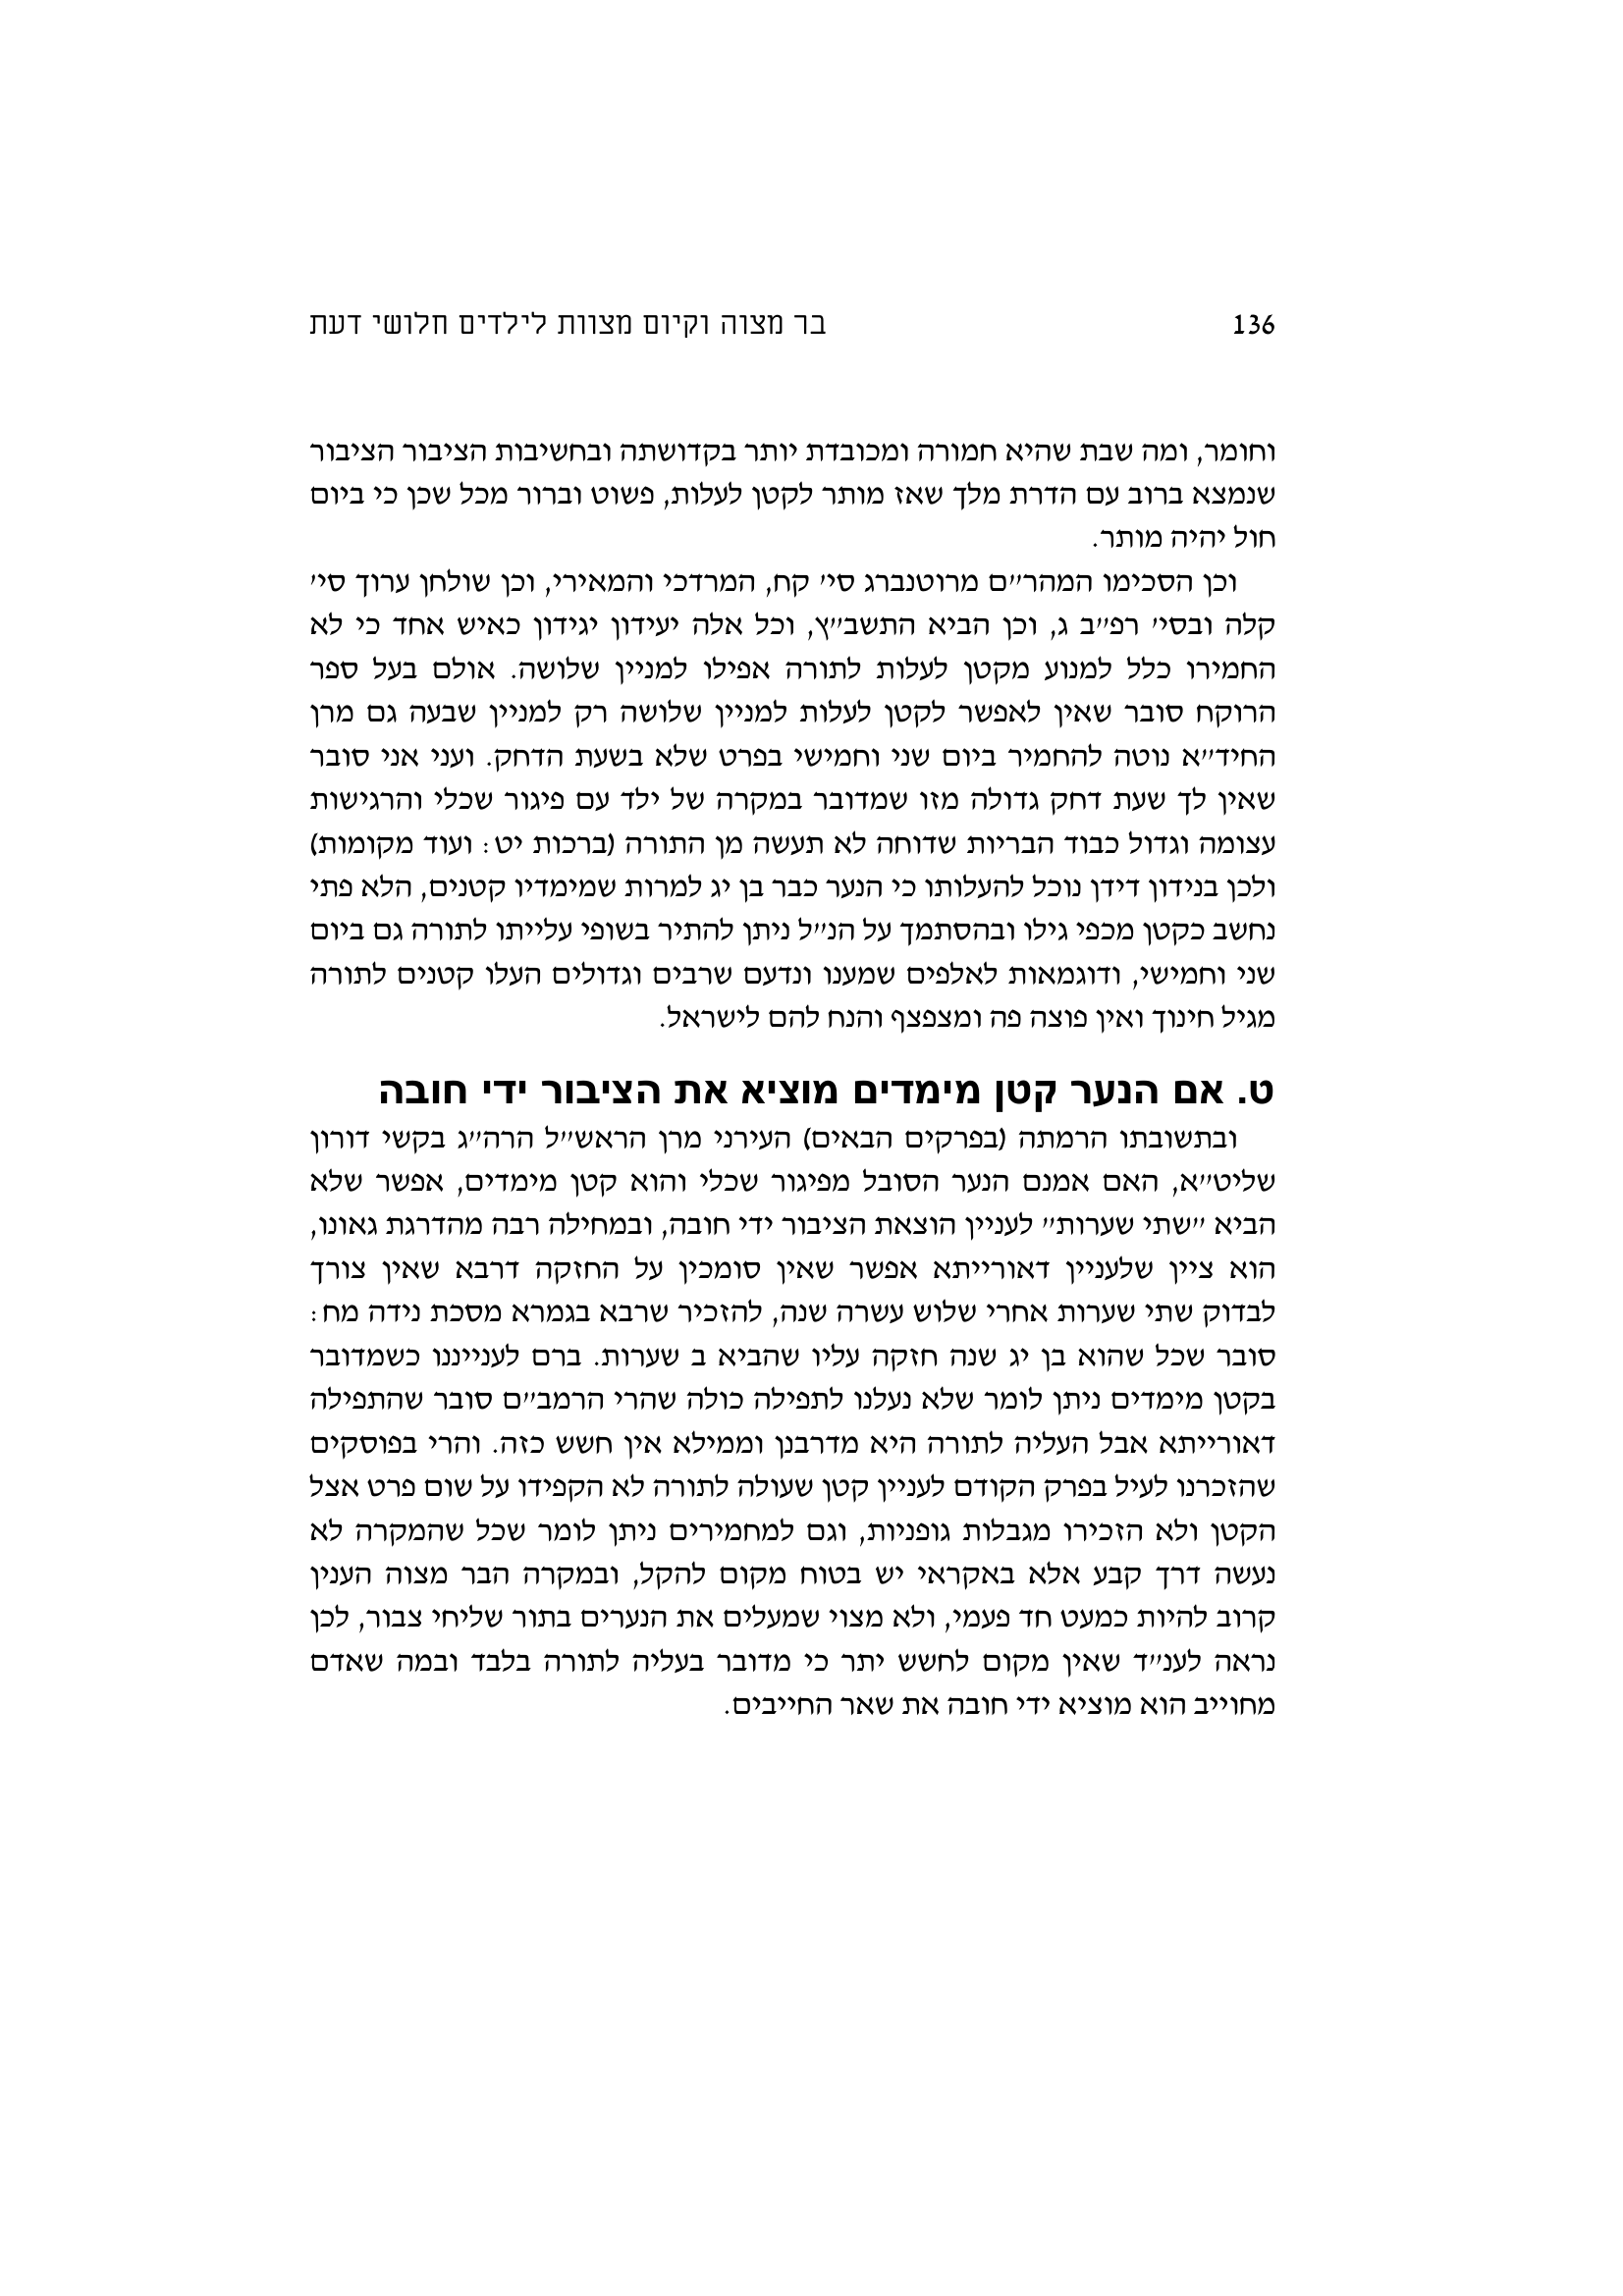 136 בר מצוה וקיום מצוות לילדים חלושי דעת
וחומר, ומה שבת שהיא חמורה ומכובדת יותר בקדושתה ובחשיבות הציבור הציבור
שנמצא ברוב עם הדרת מלך שאז מותר לקטן לעלות, פשוט וברור מכל שכן כי ביום
חול יהיה מותר.
וכן הסכימו המהר״ם מרוטנברג סי׳ קח, המרדכי והמאירי, וכן שולחן ערוך סי׳
קלה ובסי׳ רפ״ב ג, וכן הביא התשב״ץ, וכל אלה יעידון יגידון כאיש אחד כי לא
החמירו כלל למנוע מקטן לעלות לתורה אפילו למניין שלושה. אולם בעל ספר
הרוקח סובר שאין לאפשר לקטן לעלות למניין שלושה רק למניין שבעה גם מרן
החיד״א נוטה להחמיר ביום שני וחמישי בפרט שלא בשעת הדחק. ועני אני סובר
שאין לך שעת דחק גדולה מזו שמדובר במקרה של ילד עם פיגור שכלי והרגישות
עצומה וגדול כבוד הבריות שדוחה לא תעשה מן התורה (ברכות יט: ועוד מקומות)
ולכן בנידון דידן נוכל להעלותו כי הנער כבר בן יג למרות שמימדיו קטנים, הלא פתי
נחשב כקטן מכפי גילו ובהסתמך על הנ״ל ניתן להתיר בשופי עלייתו לתורה גם ביום
שני וחמישי, ודוגמאות לאלפים שמענו ונדעם שרבים וגדולים העלו קטנים לתורה
מגיל חינוך ואין פוצה פה ומצפצף והנח להם לישראל.
ט. אם הנער קטן מימדים מוציא את הציבור ידי חובה
ובתשובתו הרמתה (בפרקים הבאים) העירני מרן הראש״ל הרה״ג בקשי דורון
שליט״א, האם אמנם הנער הסובל מפיגור שכלי והוא קטן מימדים, אפשר שלא
הביא ״שתי שערות״ לעניין הוצאת הציבור ידי חובה, ובמחילה רבה מהדרגת גאונו,
הוא ציין שלעניין דאורייתא אפשר שאין סומכין על החזקה דרבא שאין צורך
לבדוק שתי שערות אחרי שלוש עשרה שנה, להזכיר שרבא בגמרא מסכת נידה מח:
סובר שכל שהוא בן יג שנה חזקה עליו שהביא ב שערות. ברם לענייננו כשמדובר
בקטן מימדים ניתן לומר שלא נעלנו לתפילה כולה שהרי הרמב״ם סובר שהתפילה
דאורייתא אבל העליה לתורה היא מדרבנן וממילא אין חשש כזה. והרי בפוסקים
שהזכרנו לעיל בפרק הקודם לעניין קטן שעולה לתורה לא הקפידו על שום פרט אצל
הקטן ולא הזכירו מגבלות גופניות, וגם למחמירים ניתן לומר שכל שהמקרה לא
נעשה דרך קבע אלא באקראי יש בטוח מקום להקל, ובמקרה הבר מצוה הענין
קרוב להיות כמעט חד פעמי, ולא מצוי שמעלים את הנערים בתור שליחי צבור, לכן
נראה לענ״ד שאין מקום לחשש יתר כי מדובר בעליה לתורה בלבד ובמה שאדם
מחוייב הוא מוציא ידי חובה את שאר החייבים.